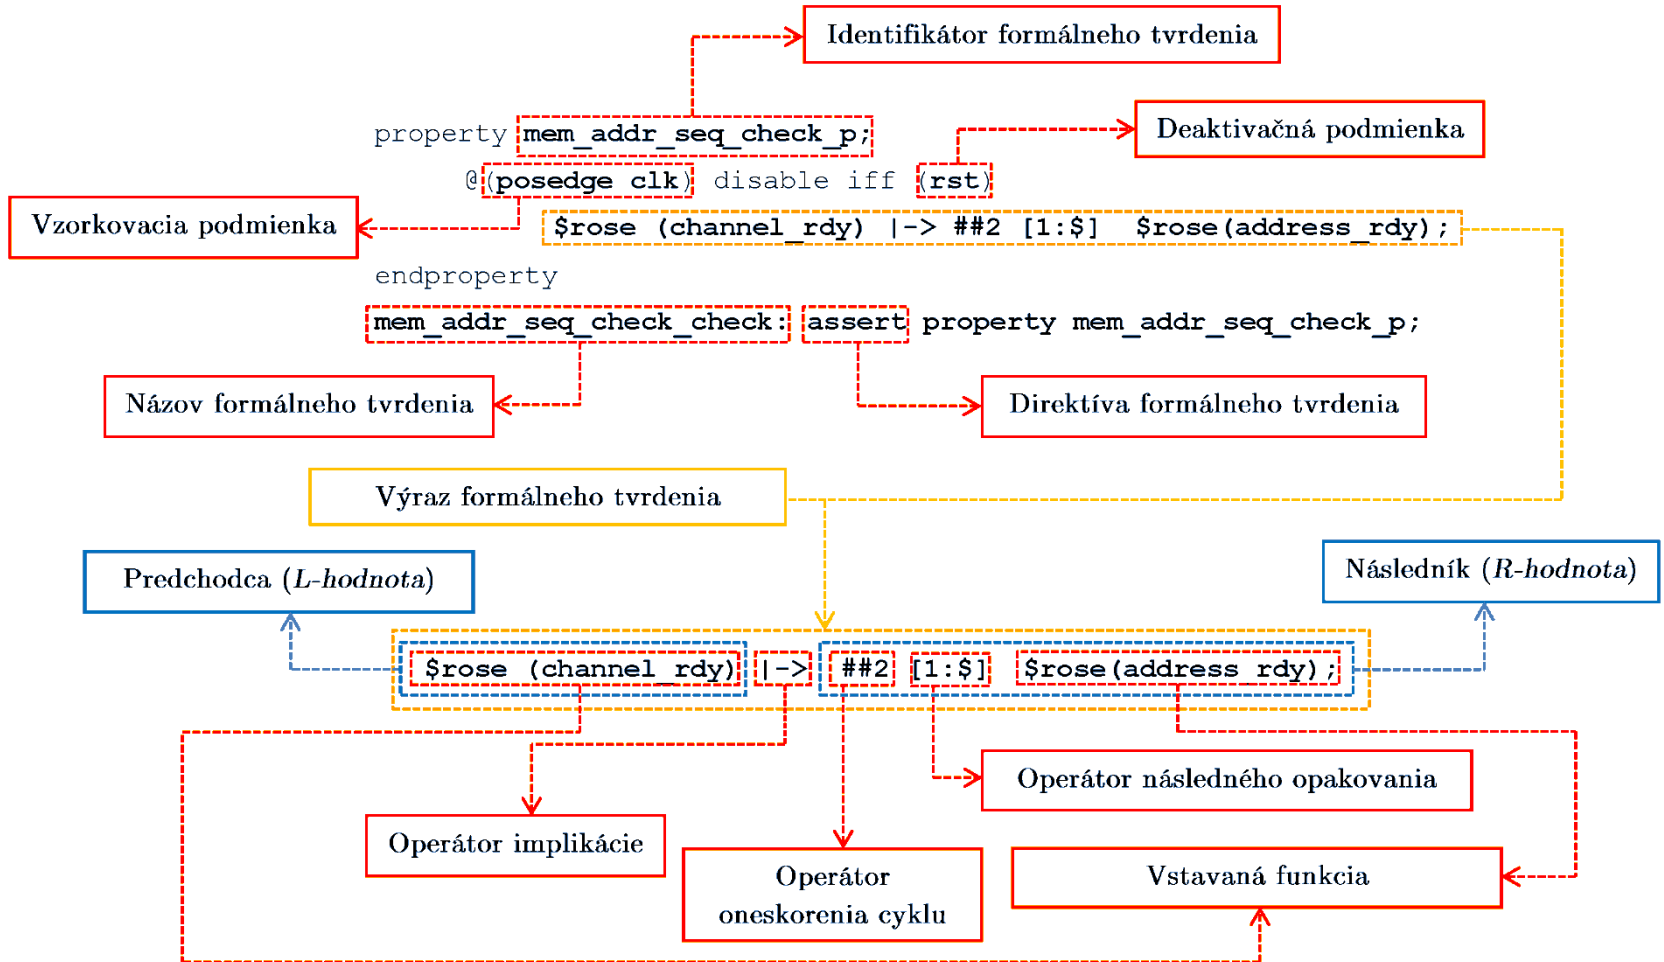 Identifikátor formálneho tvrdenia
property mem_addr_seq_check_p;
Deaktivačná podmienka
@(posedge clk) disable iff (rst)
Vzorkovacia podmienka
$rose (channel_rdy) |-> ##2 [1:$] $rose(address_rdy);
endproperty
mem_addr_seq_check_check: assert property mem_addr_seq_check_p;
Názov formálneho tvrdenia
Direktíva formálneho tvrdenia
Výraz formálneho tvrdenia
Predchodca (L-hodnota)
Následník (R-hodnota)
$rose (channel_rdy) |-> ##2 [1:$] $rose(address_rdy);
Operátor následného opakovania
Operátor implikácie
Operátor
oneskorenia cyklu
Vstavaná funkcia